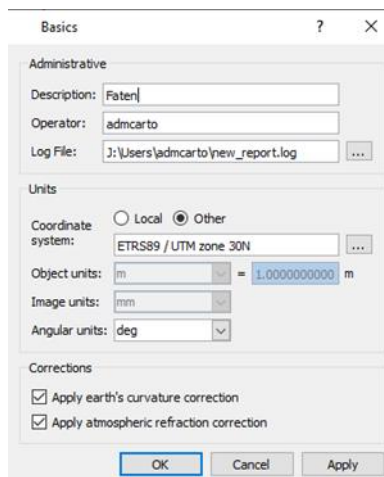 Basics ? X
Administrative
Description: Faten
Operator: admcarto
Log File: J:\Users\admcarto\new_report.log ...
Units
Coordinate system: Local Other
ETRS89 / UTM zone 30N ...
Object units: m = 1.0000000000 m
Image units: mm
Angular units: deg
Corrections
Apply earth's curvature correction
Apply atmospheric refraction correction
OK Cancel Apply